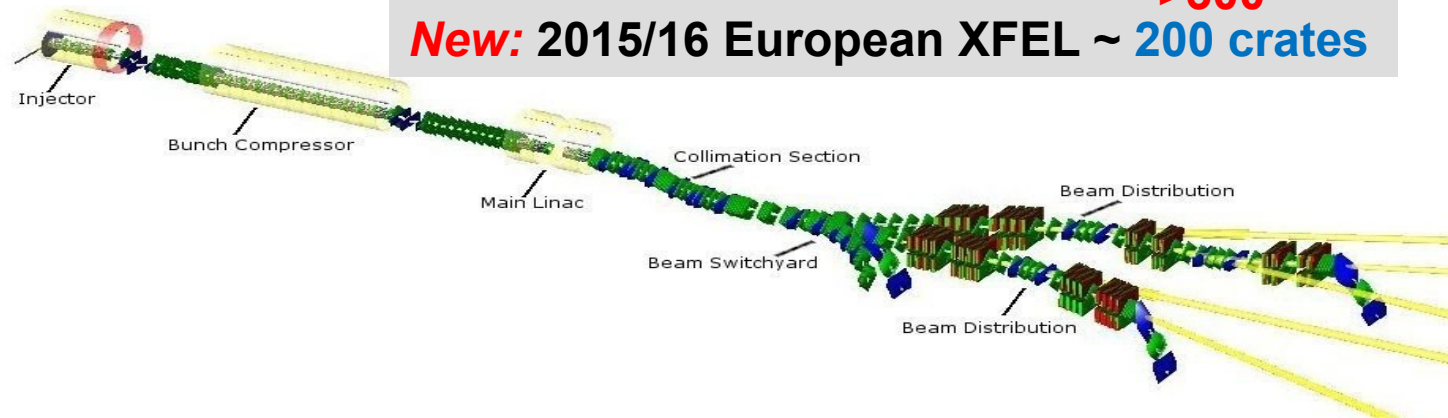 New: 2015/16 European XFEL ~ 200 crates
Injector
Bunch Compressor
Main Linac
Collimation Section
Beam Switchyard
Beam Distribution
Beam Distribution